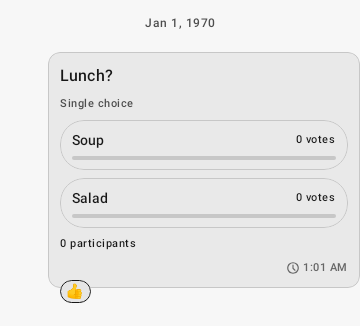 Jan 1, 1970
Lunch?
Single choice
Soup 0 votes
Salad 0 votes
0 participants
1:01 AM
👍